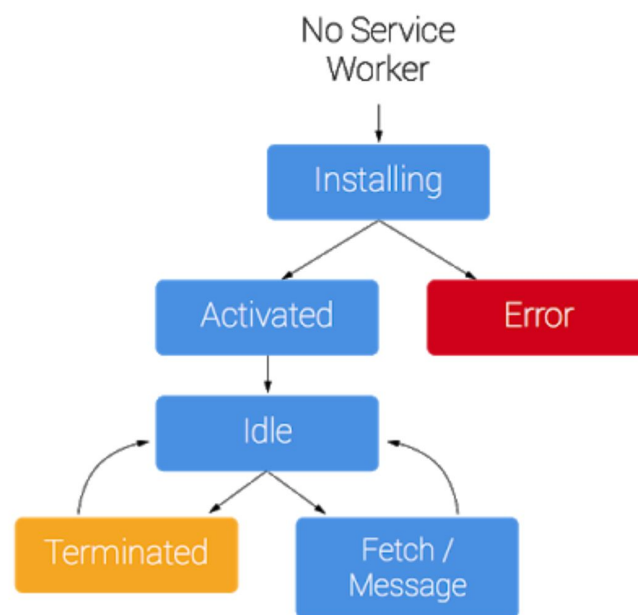 No Service
Worker
Installing
Activated
Error
Idle
Terminated
Fetch /
Message